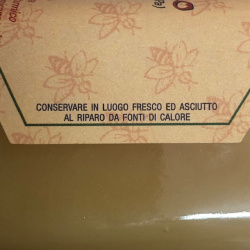 CONSERVARE IN LUOGO FRESCO ED ASCIUTTO
AL RIPARO DA FONTI DI CALORE